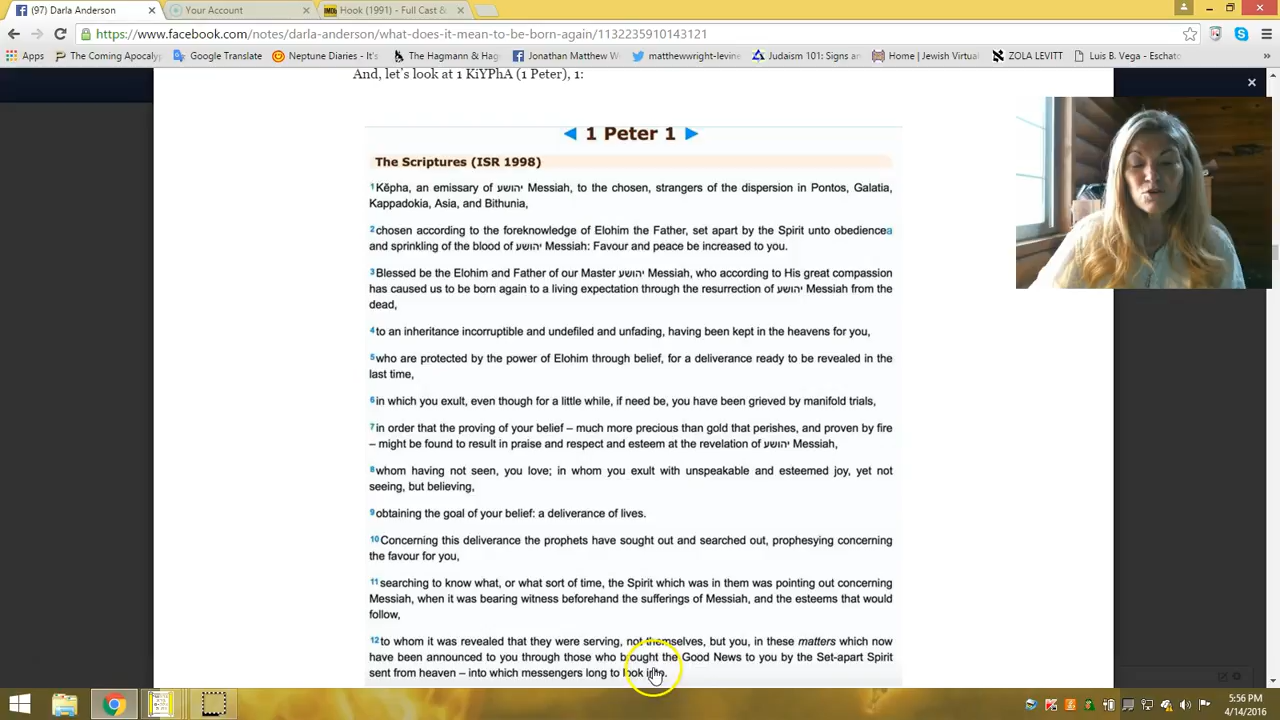 (97) Darla Anderson
Your Account
IMDb Hook (1991) - Full Cast &
https://www.facebook.com/notes/darla-anderson/what-does-it-mean-to-be-born-again/1132235910143121
Apps The Coming Apocalyp Google Translate Neptune Diaries - It's The Hagmann & Hag Jonathan Matthew Wri matthewwright-levine Judaism 101: Signs an Home | Jewish Virtual ZOLA LEVITT Luis B. Vega - Eschato
And, let's look at 1 KiYPhA (1 Peter), 1:
1 Peter 1
The Scriptures (ISR 1998)
1Kĕpha, an emissary of יהושע Messiah, to the chosen, strangers of the dispersion in Pontos, Galatia,
Kappadokia, Asia, and Bithunia,
2chosen according to the foreknowledge of Elohim the Father, set apart by the Spirit unto obediencea
and sprinkling of the blood of יהושע Messiah: Favour and peace be increased to you.
3Blessed be the Elohim and Father of our Master יהושע Messiah, who according to His great compassion
has caused us to be born again to a living expectation through the resurrection of יהושע Messiah from the
dead,
4to an inheritance incorruptible and undefiled and unfading, having been kept in the heavens for you,
5who are protected by the power of Elohim through belief, for a deliverance ready to be revealed in the
last time,
6in which you exult, even though for a little while, if need be, you have been grieved by manifold trials,
7in order that the proving of your belief – much more precious than gold that perishes, and proven by fire
– might be found to result in praise and respect and esteem at the revelation of יהושע Messiah,
8whom having not seen, you love; in whom you exult with unspeakable and esteemed joy, yet not
seeing, but believing,
9obtaining the goal of your belief: a deliverance of lives.
10Concerning this deliverance the prophets have sought out and searched out, prophesying concerning
the favour for you,
11searching to know what, or what sort of time, the Spirit which was in them was pointing out concerning
Messiah, when it was bearing witness beforehand the sufferings of Messiah, and the esteems that would
follow,
12to whom it was revealed that they were serving, not themselves, but you, in these matters which now
have been announced to you through those who brought the Good News to you by the Set-apart Spirit
sent from heaven – into which messengers long to look into.
5:56 PM
4/14/2016